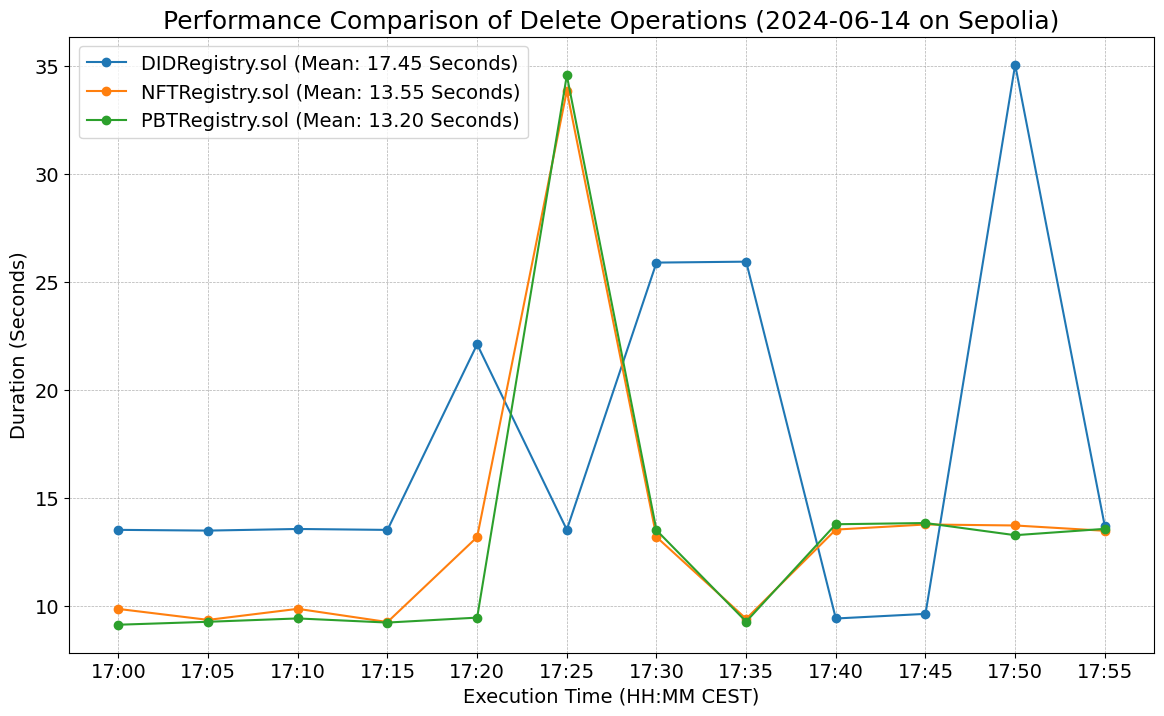 Performance Comparison of Delete Operations (2024-06-14 on Sepolia)
DIDRegistry.sol (Mean: 17.45 Seconds)
NFTRegistry.sol (Mean: 13.55 Seconds)
PBTRegistry.sol (Mean: 13.20 Seconds)
Duration (Seconds)
35
30
25
20
15
10
17:00 17:05 17:10 17:15 17:20 17:25 17:30 17:35 17:40 17:45 17:50 17:55
Execution Time (HH:MM CEST)